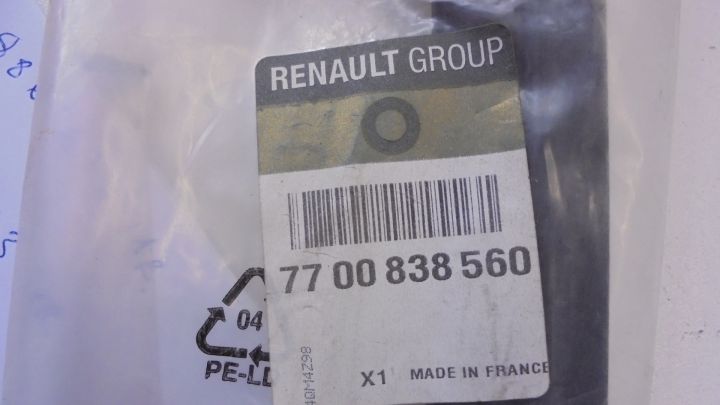 RENAULT GROUP
77 00 838 560
04
PE-LD
X1 MADE IN FRANCE